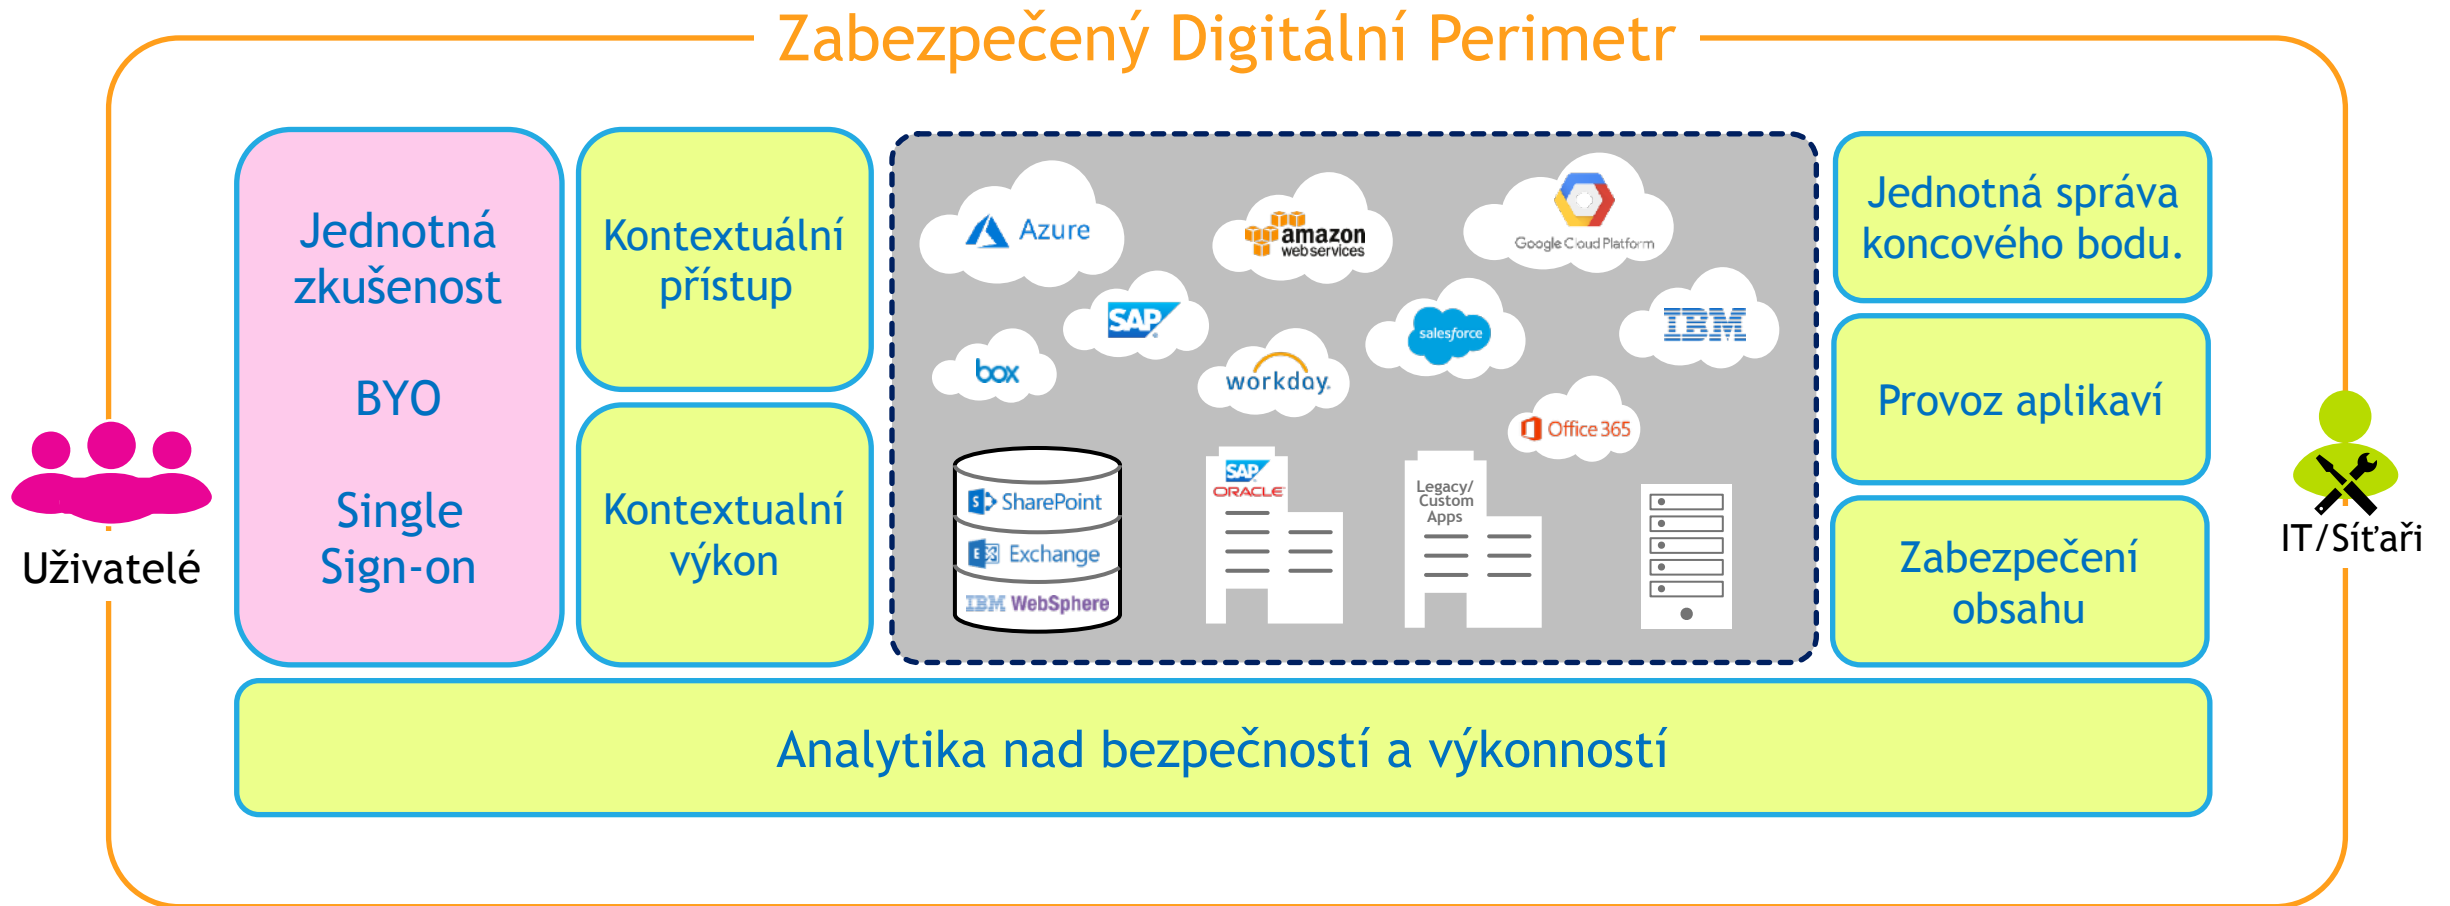 Zabezpečený Digitální Perimetr
Jednotná
zkušenost
BYO
Single
Sign-on
Kontextuální
přístup
Kontextualní
výkon
Azure
amazon
webservices
Google Cloud Platform
SAP
salesforce
IBM
box
workday.
Office 365
SharePoint
Exchange
IBM WebSphere
SAP
ORACLE
Legacy/
Custom
Apps
Jednotná správa
koncového bodu.
Provoz aplikaví
Zabezpečení
obsahu
Uživatelé
IT/Síťaři
Analytika nad bezpečností a výkonností